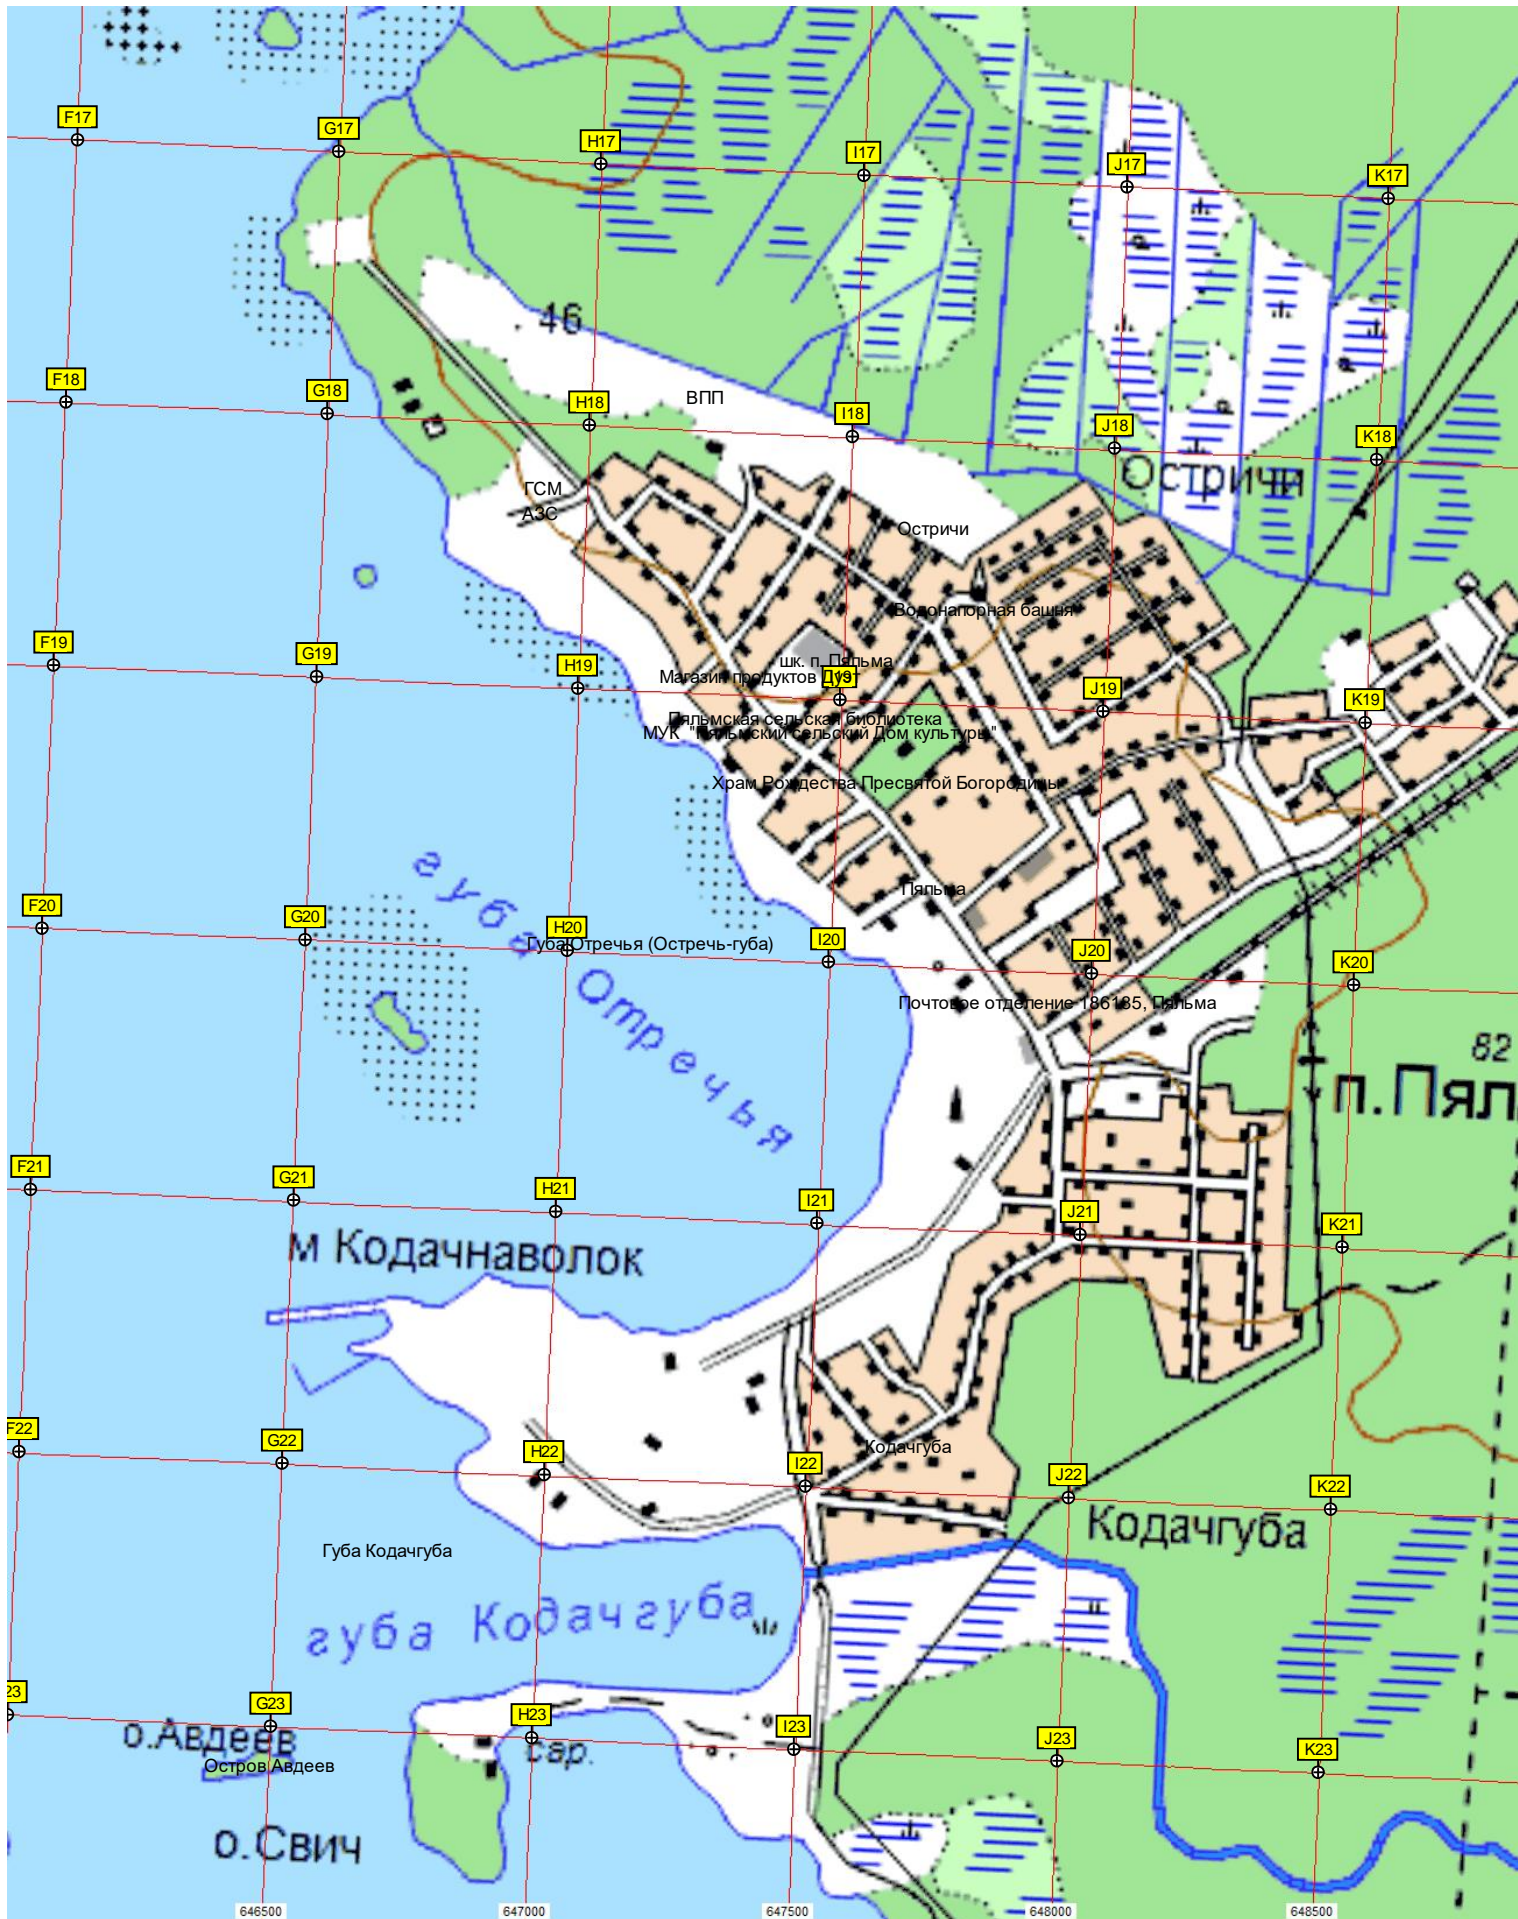 F17
G17
H17
I17
J17
K17
46
F18
G18
H18
ВПП
I18
J18
K18
Остричи
ГСМ
АЗС
Остричи
Водонапорная башня
F19
G19
H19
шк. п. Пяльма
Магазин продуктов Дуэт
J19
K19
Пяльмская сельская библиотека
МУК "Пяльмский сельский Дом культуры"
Храм Рождества Пресвятой Богородицы
Пяльма
F20
G20
H20
I20
J20
K20
губа Отречья
Губа Отречья (Остречь-губа)
Почтовое отделение 186185, Пяльма
82
п.Пял
F21
G21
H21
I21
J21
K21
м Кодачнаволок
F22
G22
H22
I22
J22
K22
Кодачгуба
Кодачгуба
Губа Кодачгуба
губа Кодачгуба
23
G23
H23
I23
J23
K23
о.Авдеев
Остров Авдеев
сар.
о.Свич
646500
647000
647500
648000
648500